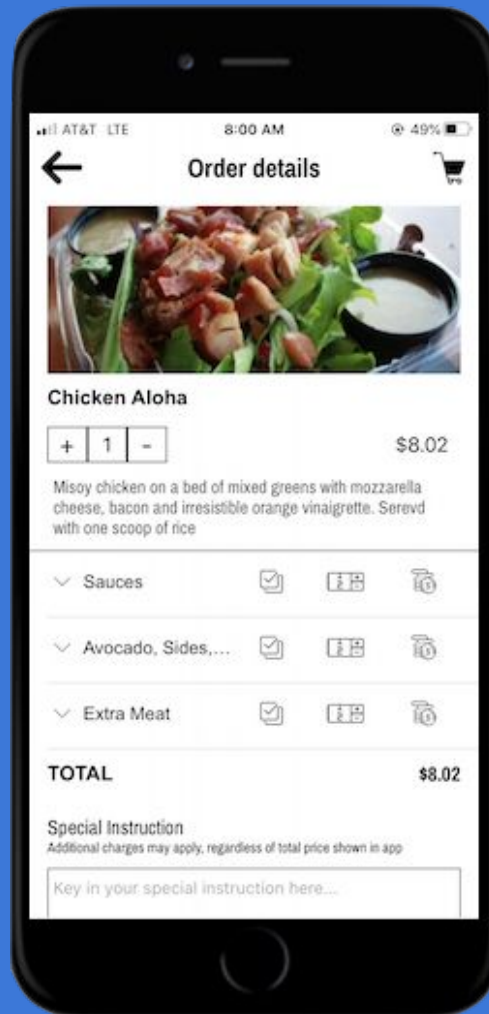 AT&T LTE 8:00 AM 49%
Order details
Chicken Aloha
+ 1 - $8.02
Misoy chicken on a bed of mixed greens with mozzarella
cheese, bacon and irresistible orange vinaigrette. Serevd
with one scoop of rice
Sauces
Avocado, Sides,...
Extra Meat
TOTAL $8.02
Special Instruction
Additional charges may apply, regardless of total price shown in app
Key in your special instruction here...